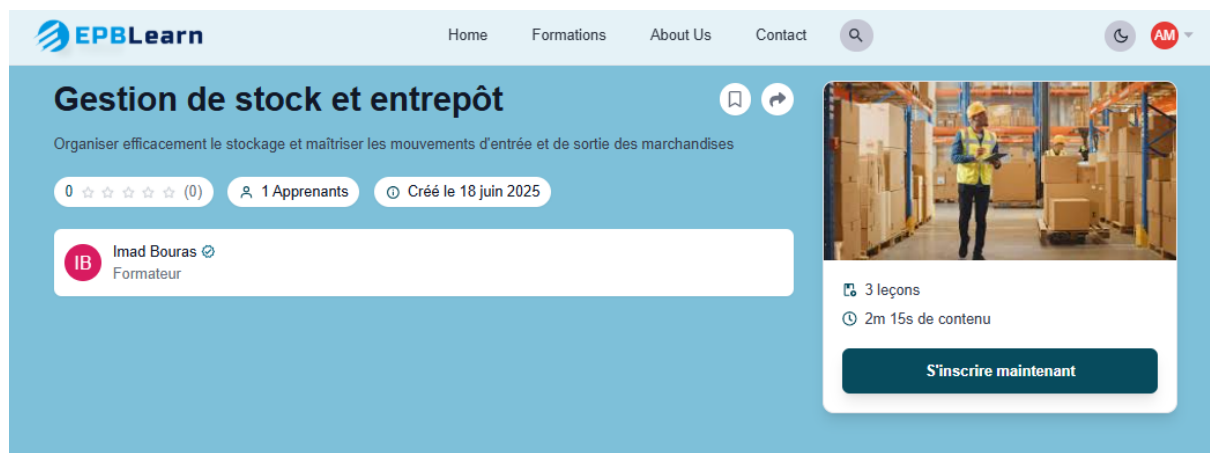 EPBLearn
Home Formations About Us Contact
AM
Gestion de stock et entrepôt
Organiser efficacement le stockage et maîtriser les mouvements d'entrée et de sortie des marchandises
0 (0) 1 Apprenants Créé le 18 juin 2025
IB
Imad Bouras
Formateur
3 leçons
2m 15s de contenu
S'inscrire maintenant